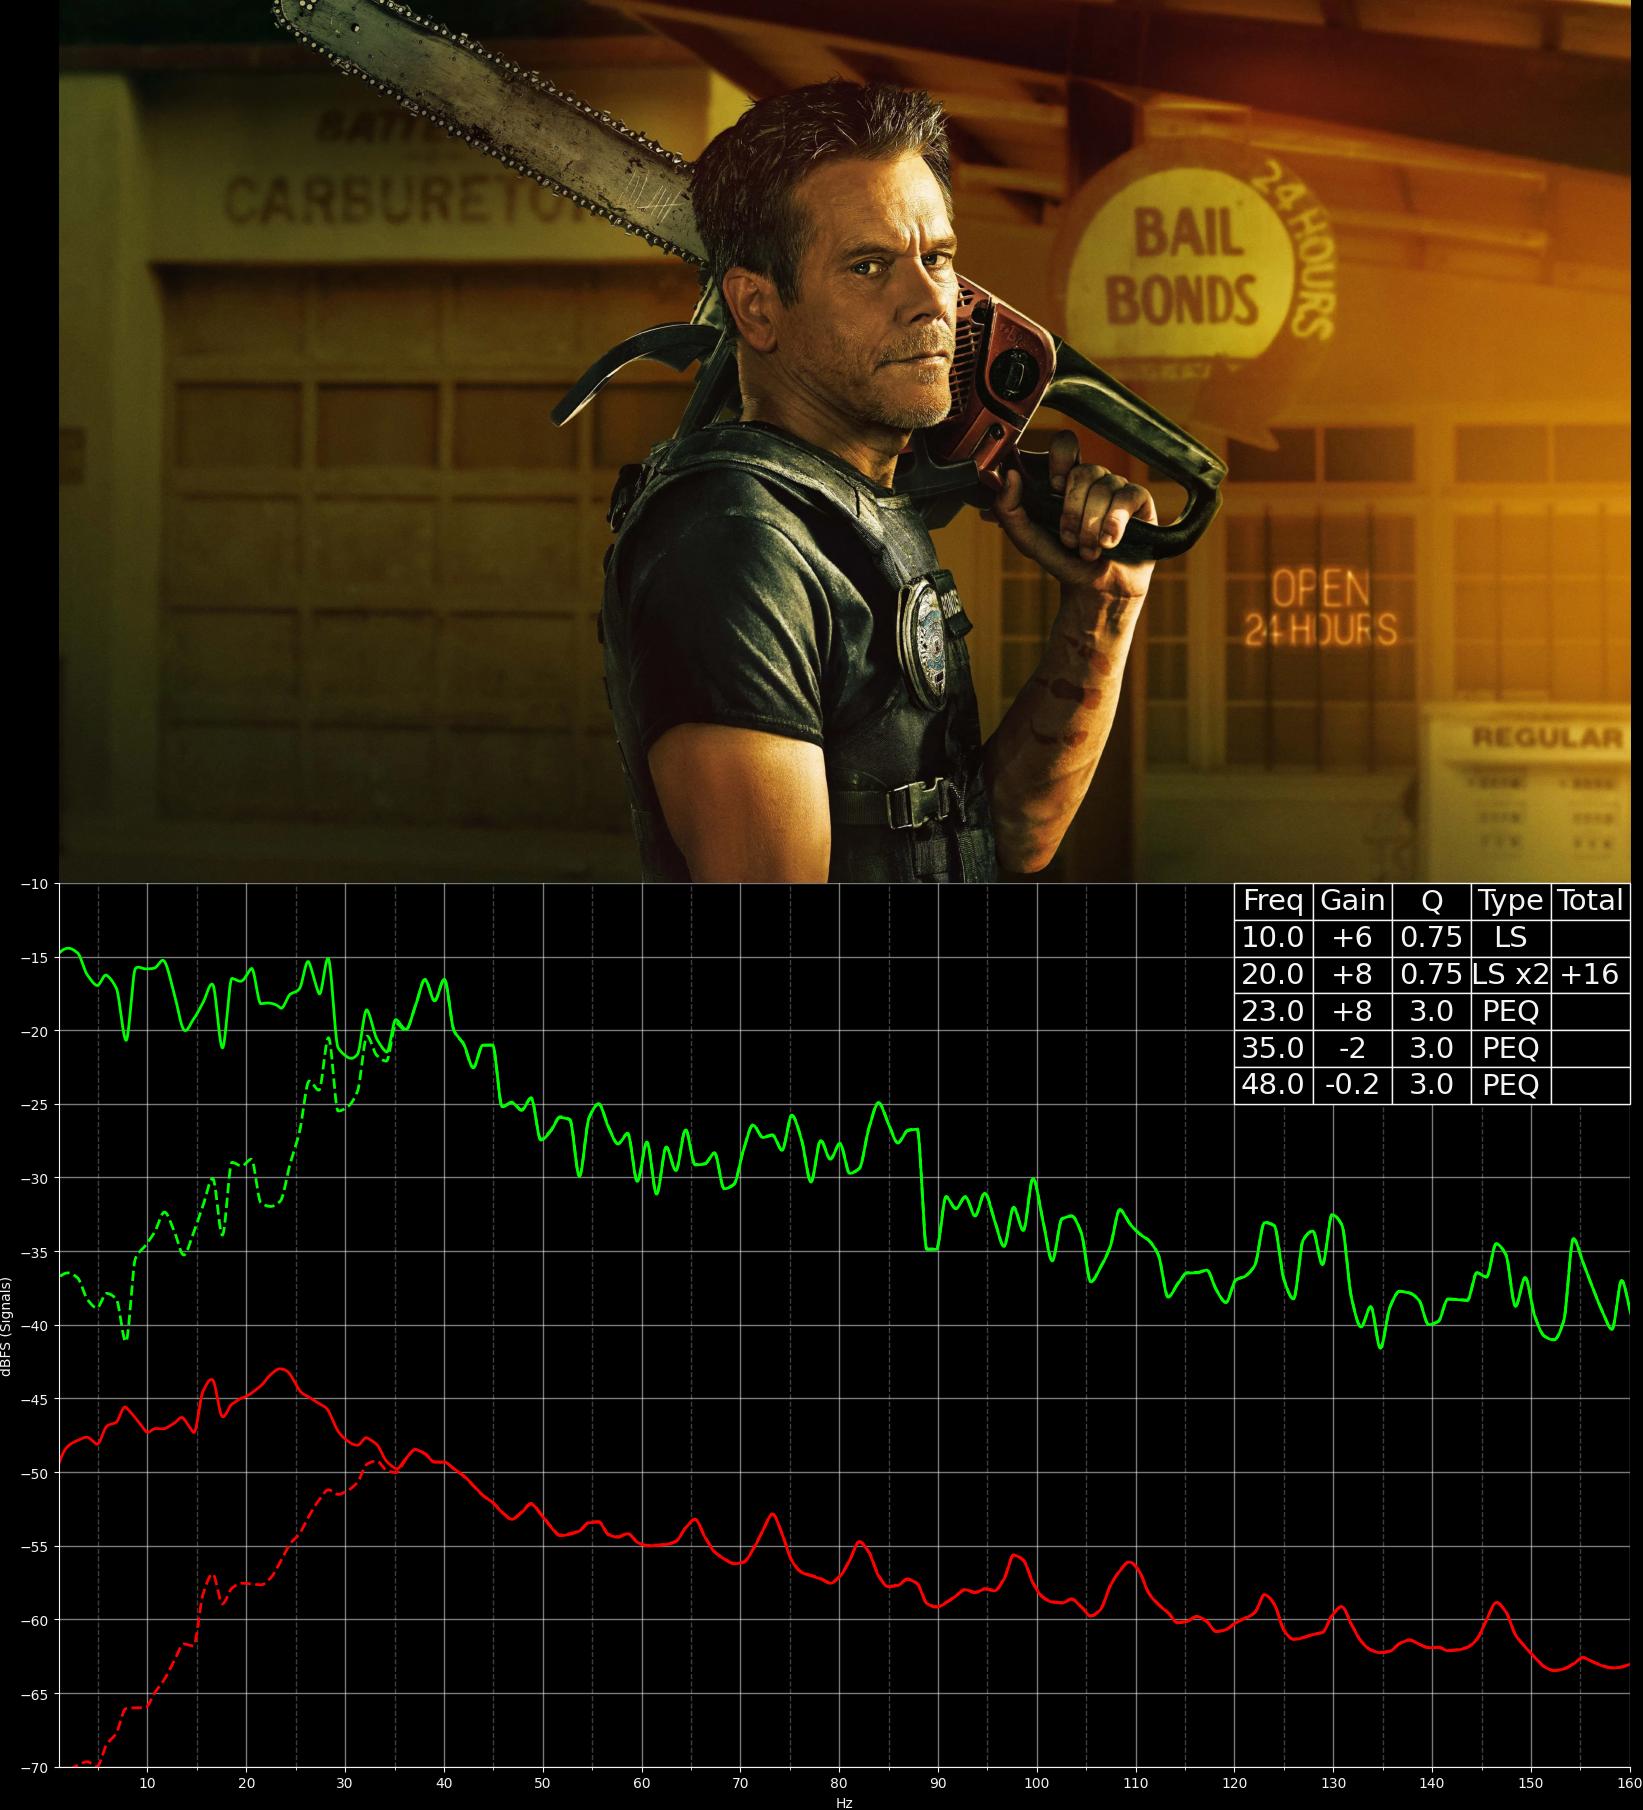 CARBURETO
24 HOURS
BAIL
BONDS
OPEN
24 HOURS
REGULAR
Freq Gain Q Type Total
10.0 +6 0.75 LS
20.0 +8 0.75 LS x2 +16
23.0 +8 3.0 PEQ
35.0 -2 3.0 PEQ
48.0 -0.2 3.0 PEQ
−10
−15
−20
−25
−30
−35
−40
−45
−50
−55
−60
−65
−70
dBFS (Signals)
10 20 30 40 50 60 70 80 90 100 110 120 130 140 150 160
Hz